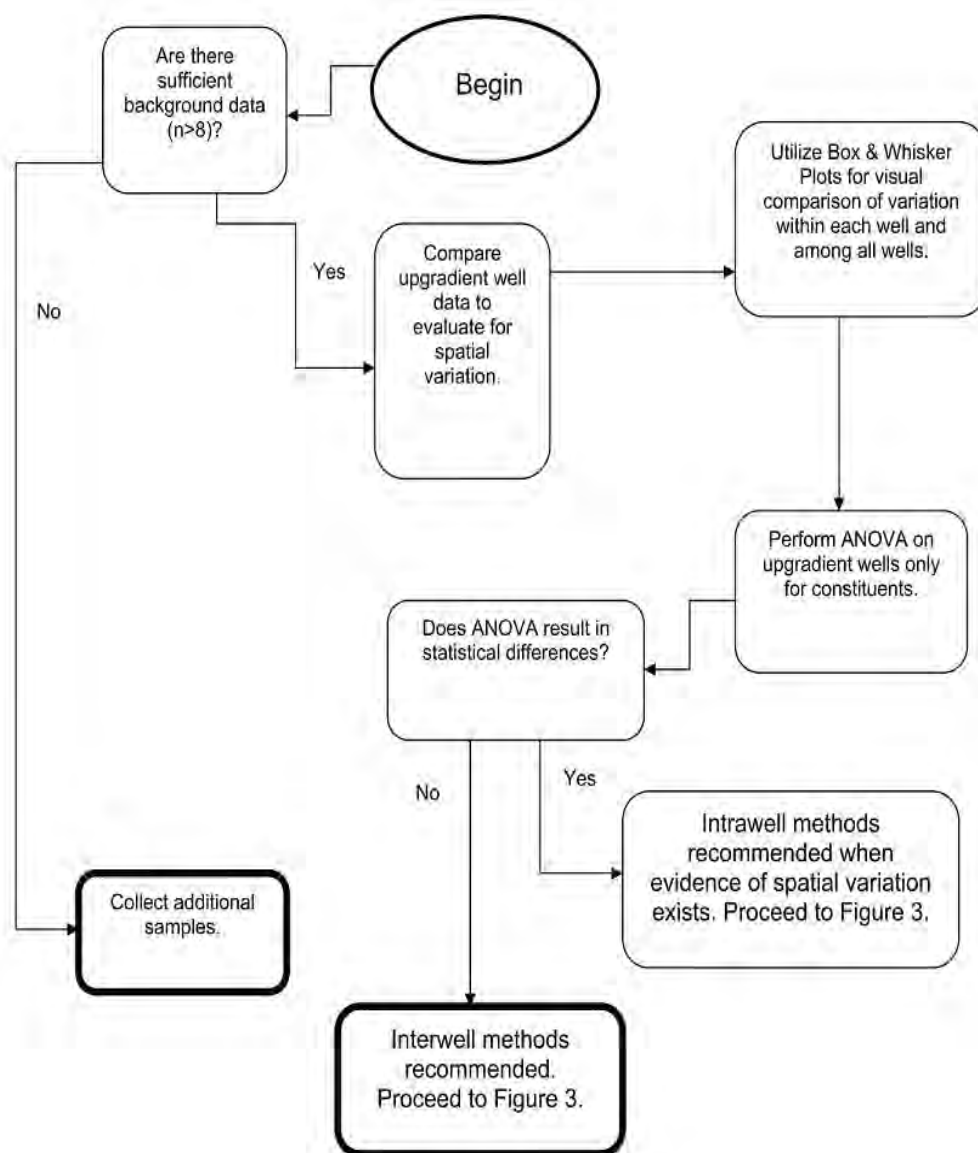 Begin
Are there
sufficient
background data
(n>8)?
No
Yes
Compare
upgradient well
data to
evaluate for
spatial
variation.
Utilize Box & Whisker
Plots for visual
comparison of variation
within each well and
among all wells.
Perform ANOVA on
upgradient wells only
for constituents.
Does ANOVA result in
statistical differences?
No
Yes
Intrawell methods
recommended when
evidence of spatial variation
exists. Proceed to Figure 3.
Collect additional
samples.
Interwell methods
recommended.
Proceed to Figure 3.